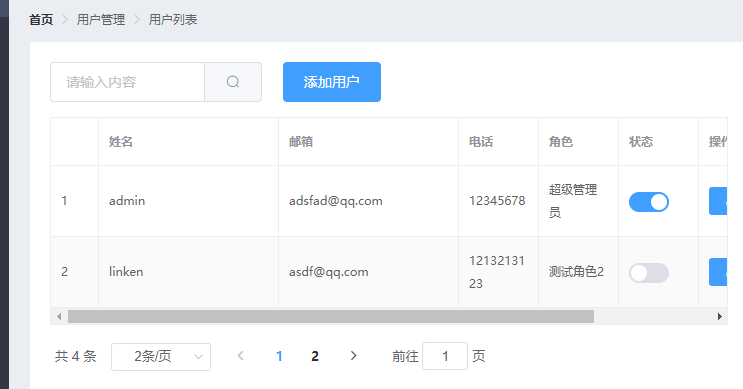 首页 > 用户管理 > 用户列表
请输入内容 添加用户
姓名 邮箱 电话 角色 状态
1 admin adsfad@qq.com 12345678 超级管理
员
2 linken asdf@qq.com 12132131
23 测试角色2
共 4 条 2条/页 < 1 2 > 前往 1 页